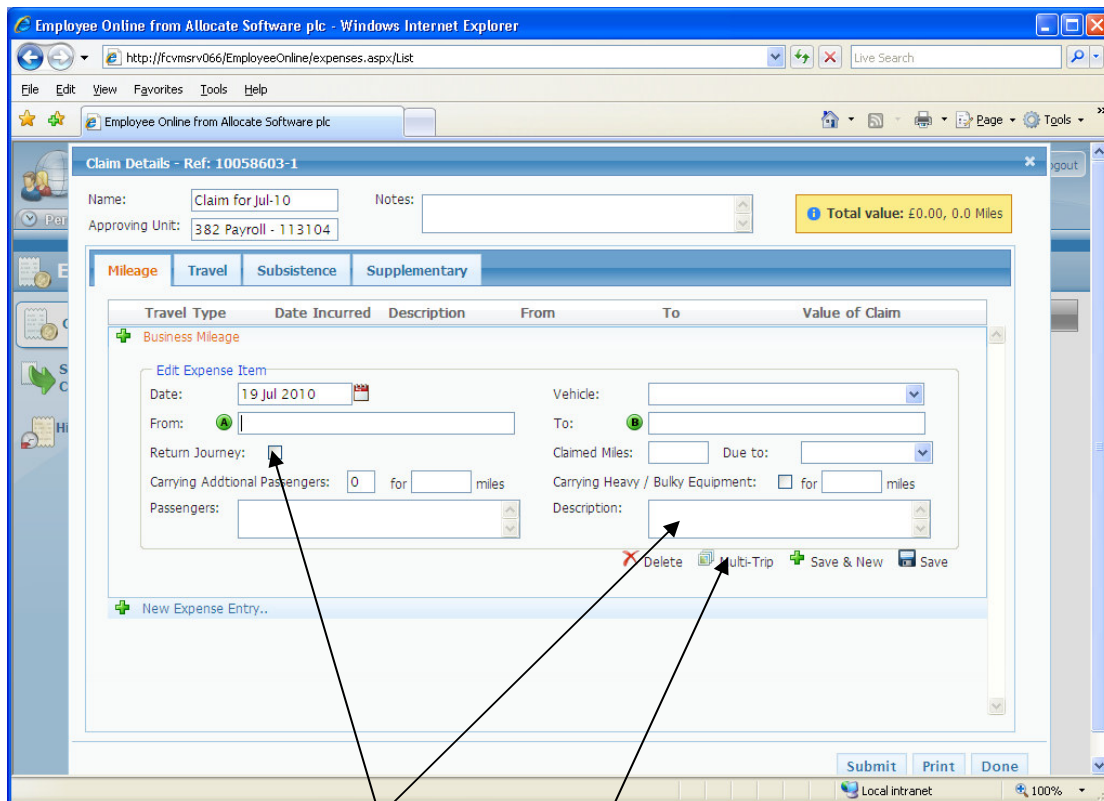 Employee Online from Allocate Software plc - Windows Internet Explorer
http://fcvmsrv066/EmployeeOnline/expenses.aspx/List
Live Search
File Edit View Favorites Tools Help
Employee Online from Allocate Software plc
Page Tools
Claim Details - Ref: 10058603-1
ogout
Name: Claim for Jul-10 Notes:
Total value: £0.00, 0.0 Miles
Per
Approving Unit: 382 Payroll - 113104
E
Mileage Travel Subsistence Supplementary
Travel Type Date Incurred Description From To Value of Claim
Business Mileage
Edit Expense Item
S
C
Date: 19 Jul 2010 Vehicle:
From: A To: B
Hi
Return Journey: Claimed Miles: Due to:
Carrying Addtional Passengers: 0 for miles Carrying Heavy / Bulky Equipment: for miles
Passengers: Description:
Delete Multi-Trip Save & New Save
New Expense Entry..
Submit Print Done
Local intranet 100%